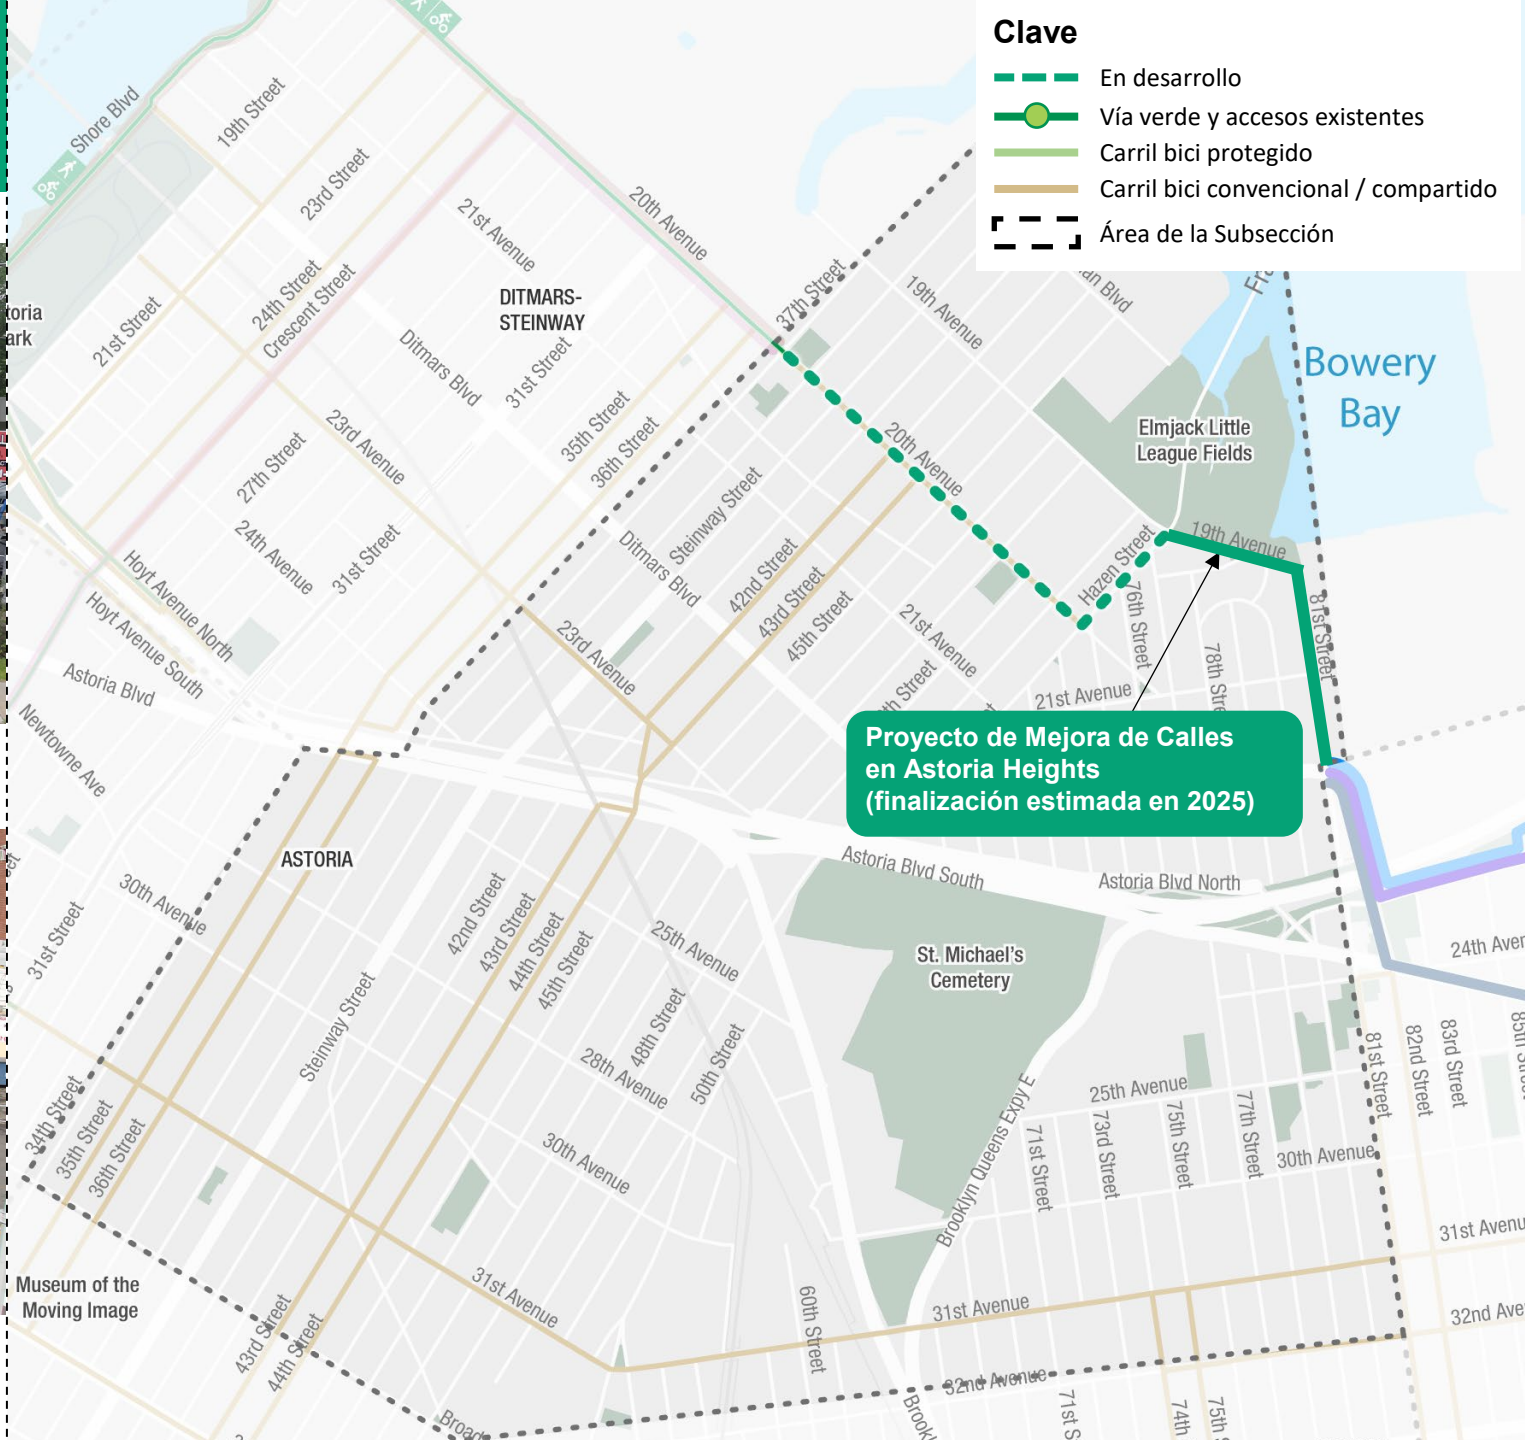 Clave
En desarrollo
Vía verde y accesos existentes
Carril bici protegido
Carril bici convencional / compartido
Área de la Subsección
Shore Blvd
19th Street
23rd Street
21st Avenue
20th Avenue
24th Street
Crescent Street
21st Street
DITMARS-
STEINWAY
37th Street
19th Avenue
Bowery
Bay
Ditmars Blvd
31st Street
35th Street
36th Street
23rd Avenue
27th Street
24th Avenue
31st Street
Elmjack Little
League Fields
20th Avenue
Steinway Street
Ditmars Blvd
42nd Street
43rd Street
45th Street
21st Avenue
Hazen Street
19th Avenue
76th Street
78th Stre
81st Street
21st Avenue
Hoyt Avenue North
Hoyt Avenue South
Astoria Blvd
Newtowne Ave
23rd Avenue
Proyecto de Mejora de Calles
en Astoria Heights
(finalización estimada en 2025)
ASTORIA
30th Avenue
31st Street
Steinway Street
42nd Street
43rd Street
44th Street
45th Street
25th Avenue
48th Street
50th Street
28th Avenue
30th Avenue
Astoria Blvd South
Astoria Blvd North
St. Michael's
Cemetery
24th Aven
25th Avenue
71st Street
73rd Street
75th Street
77th Street
30th Avenue
81st Street
82nd Street
83rd Street
85th Street
Brooklyn Queens Expy E
34th Street
35th Street
36th Street
Museum of the
Moving Image
43rd Street
44th Street
31st Avenue
60th Street
31st Avenue
31st Avenu
32nd Ave
32nd Avenue
71st S
74th
75th
Broad
Brookl